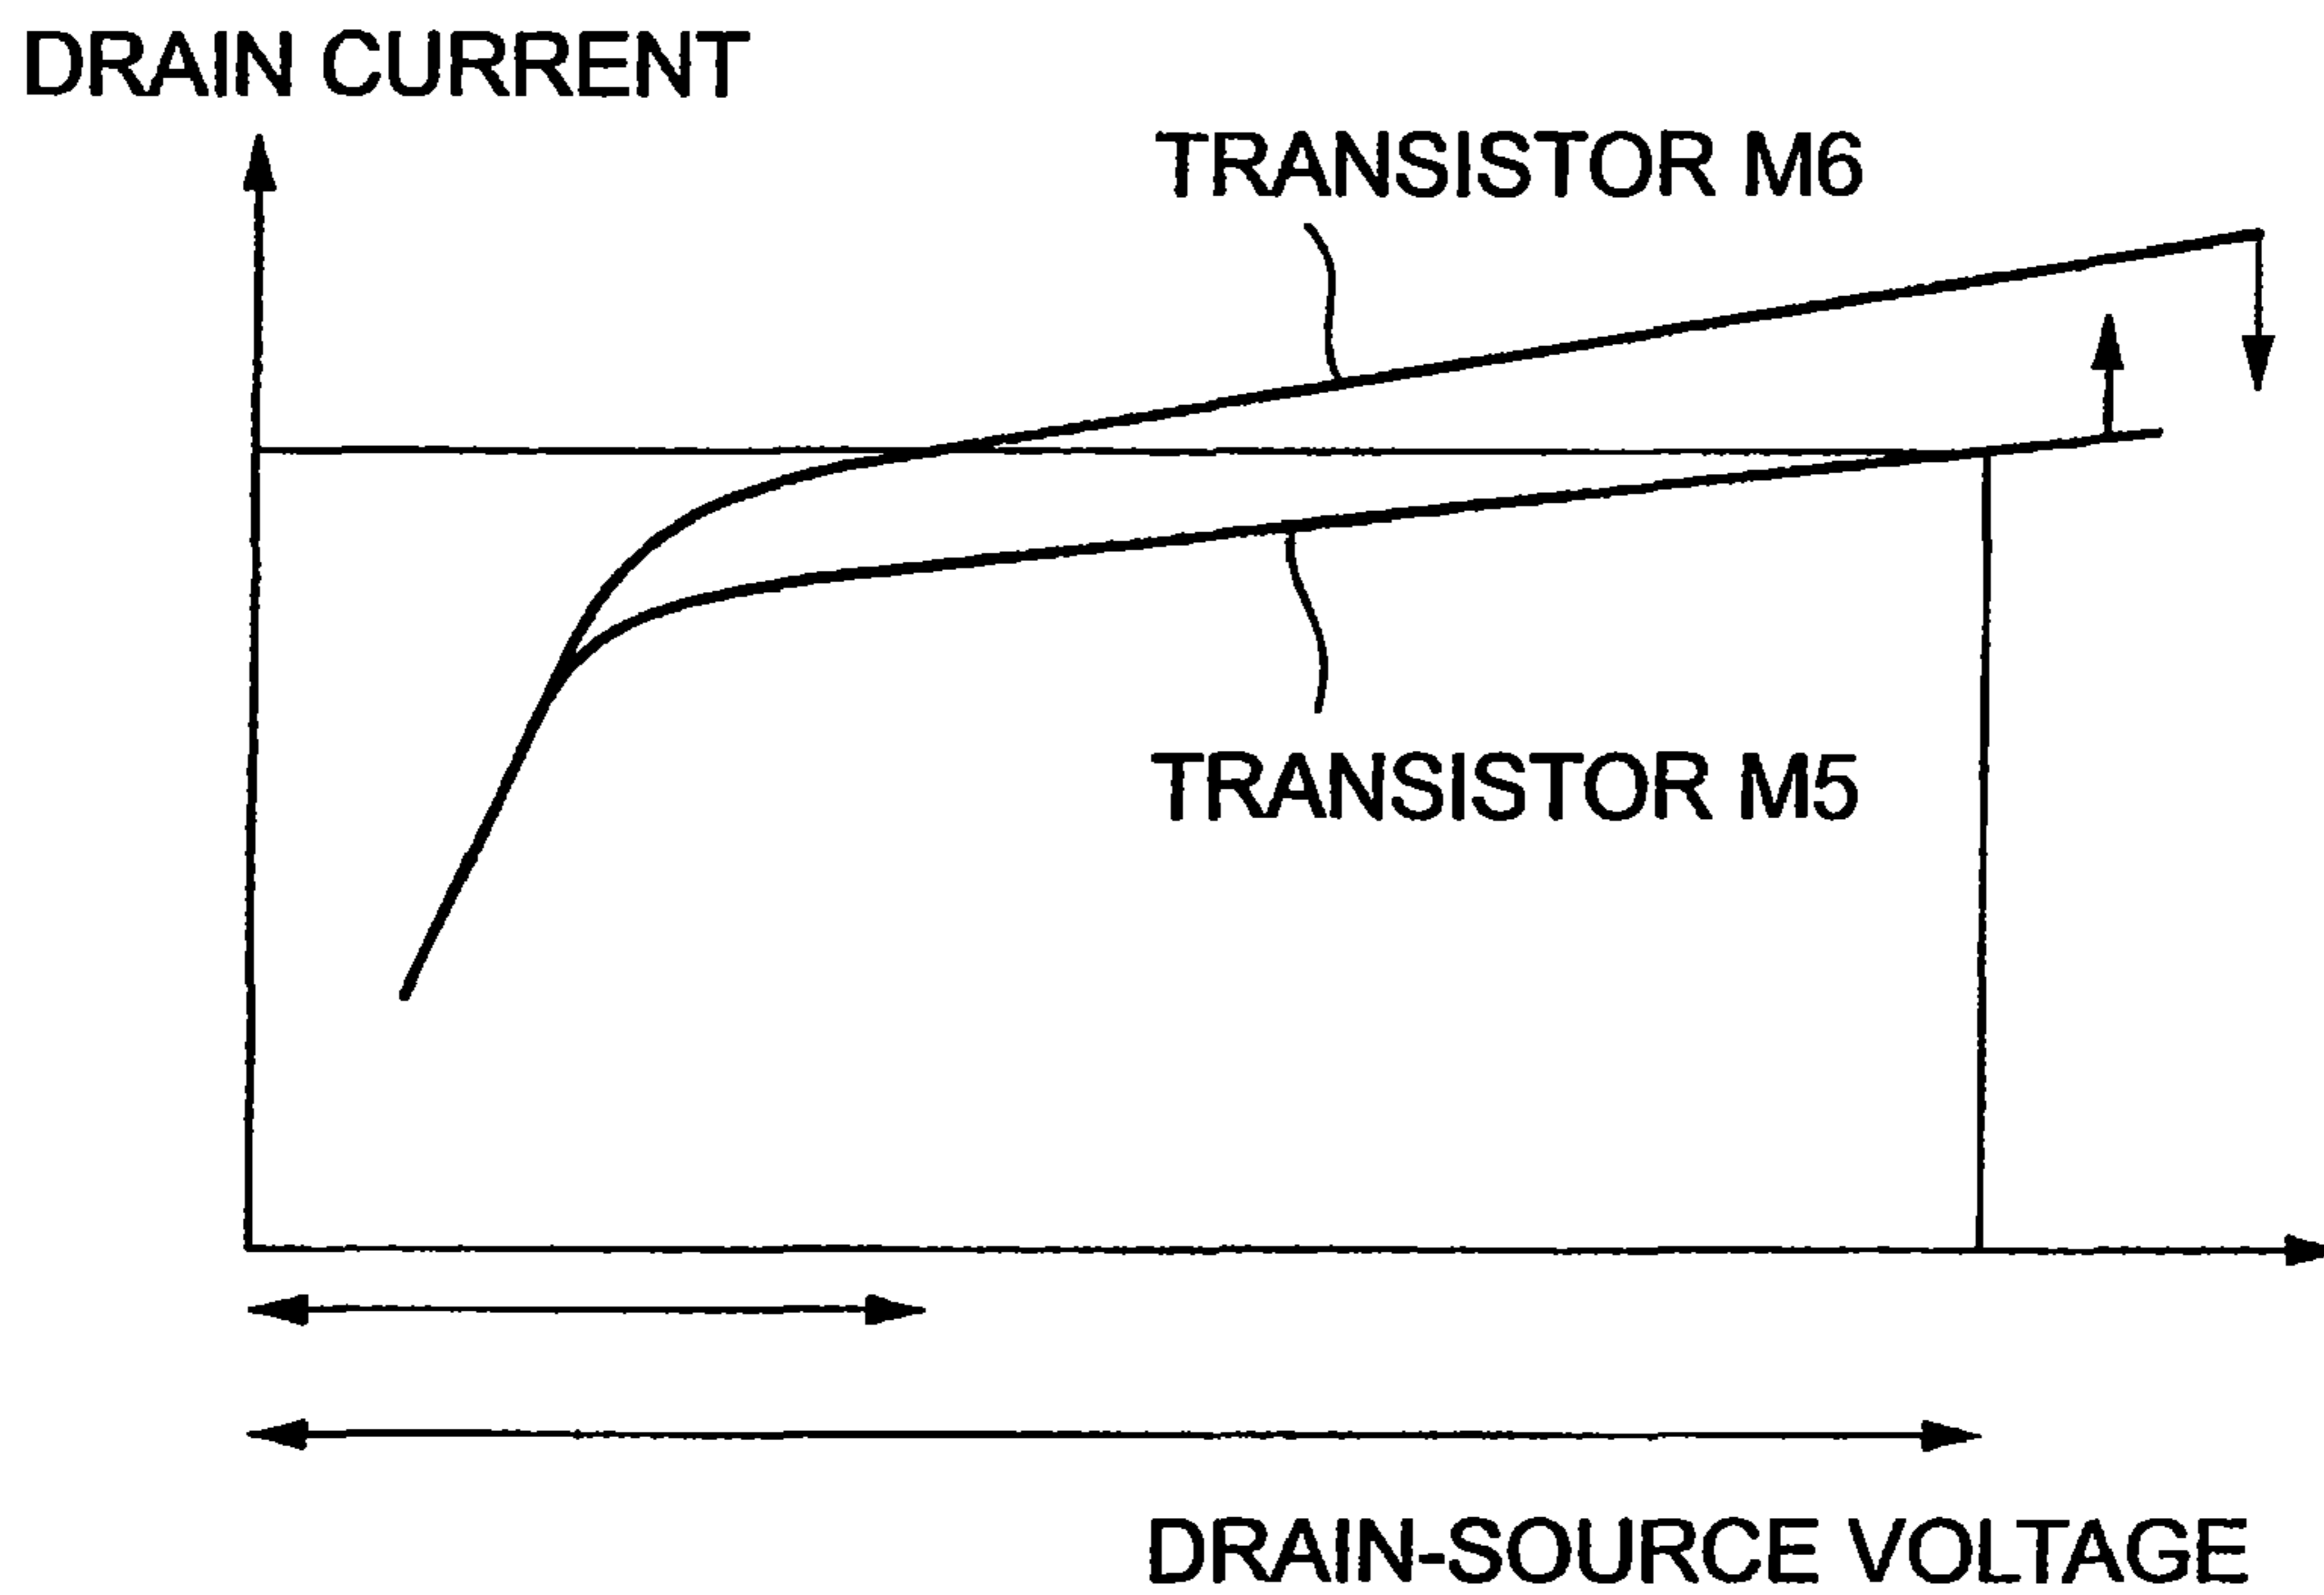 DRAIN CURRENT
TRANSISTOR M6
TRANSISTOR M5
DRAIN-SOURCE VOLTAGE